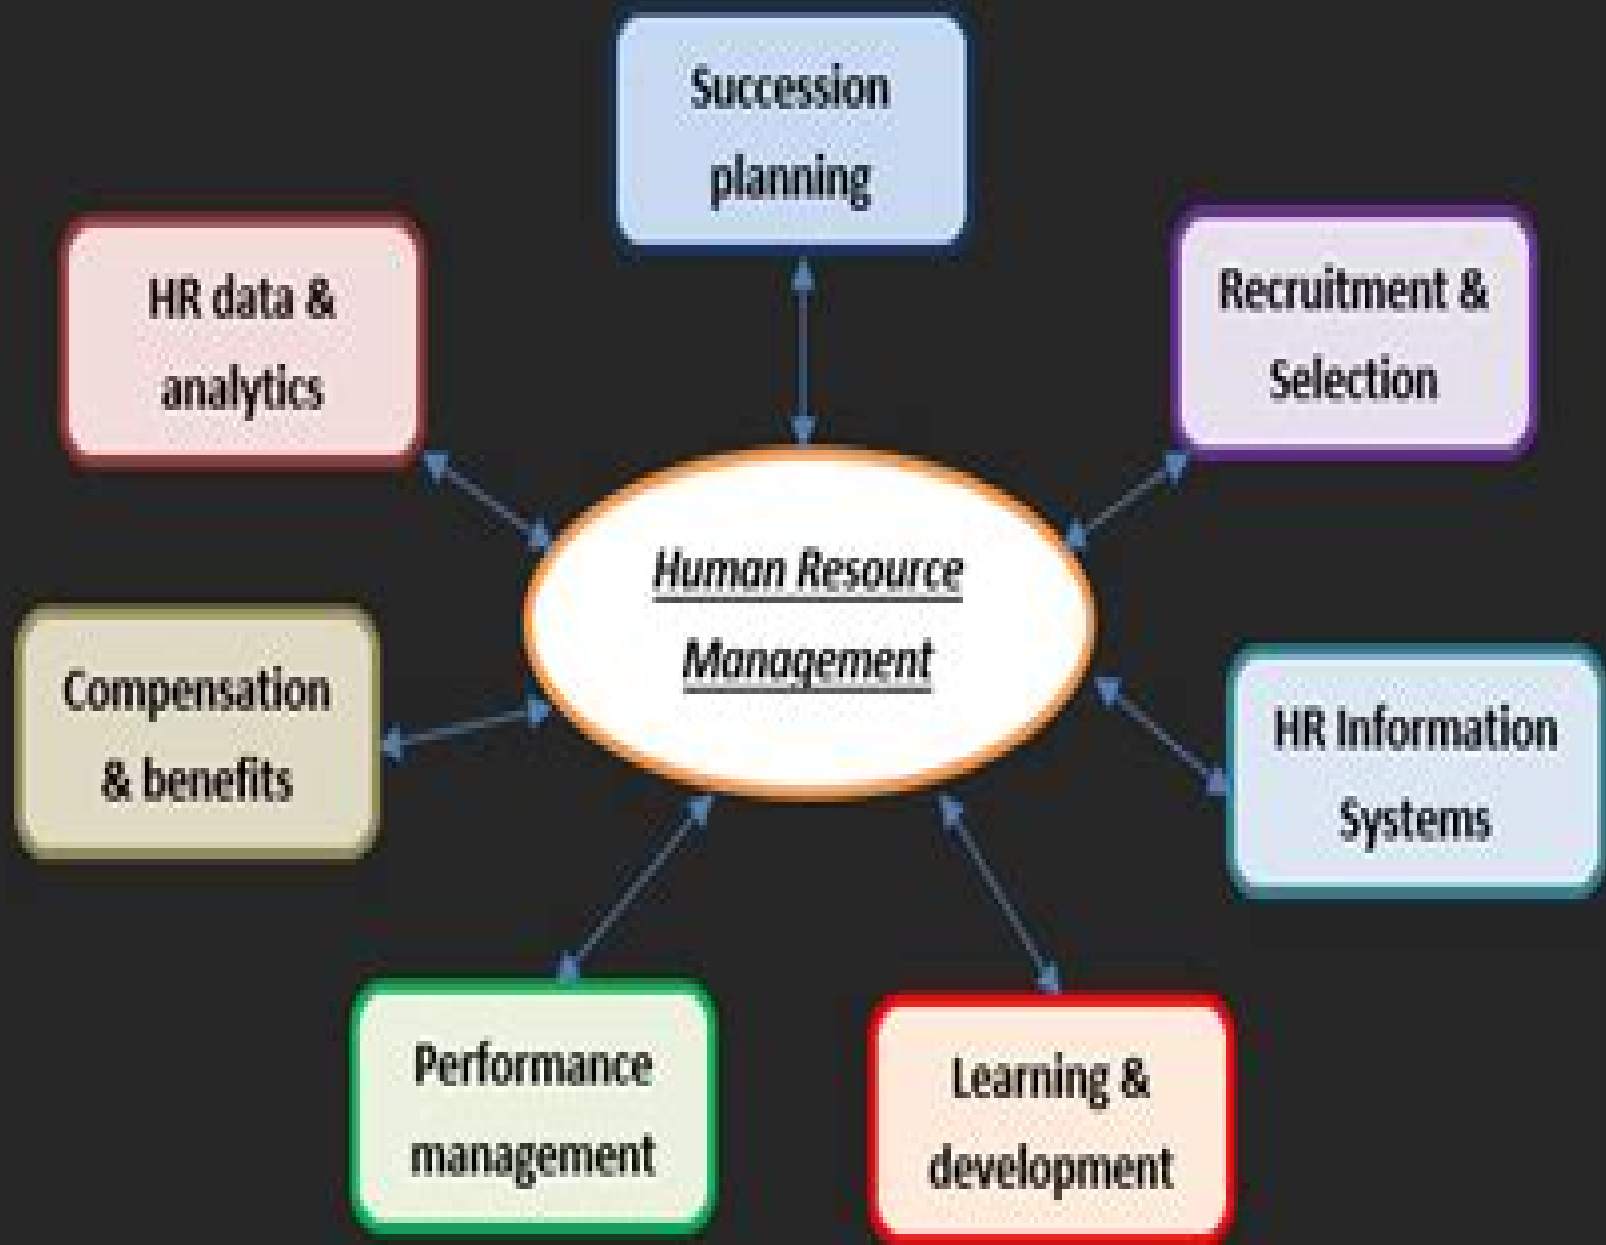 Succession
planning
HR data &
analytics
Recruitment &
Selection
Human Resource
Management
Compensation
& benefits
HR Information
Systems
Performance
management
Learning &
development